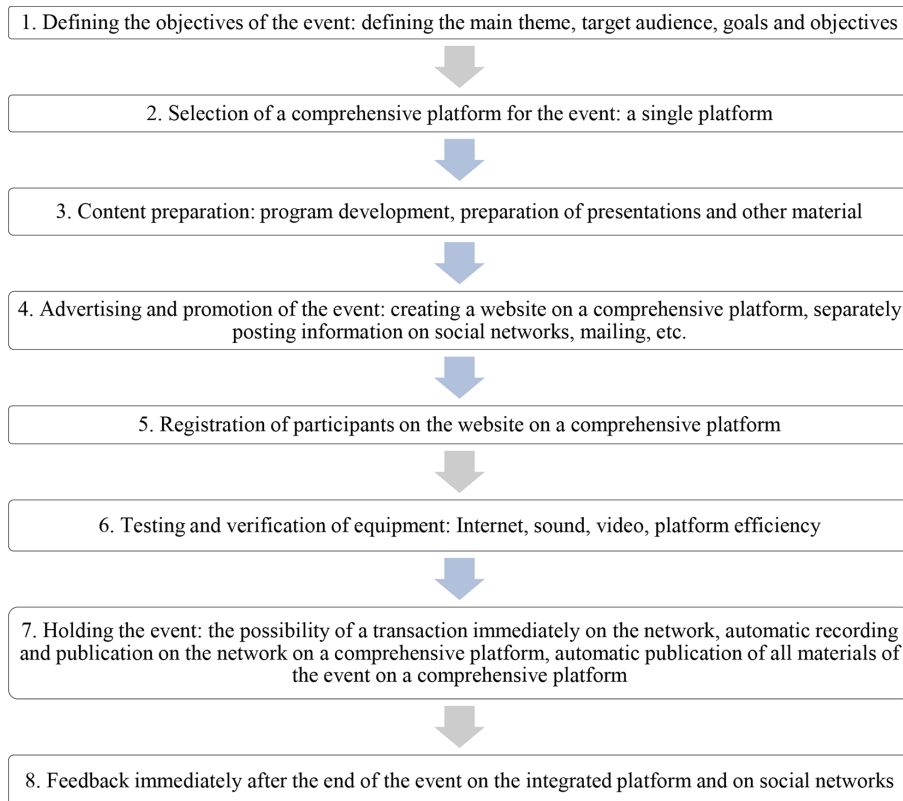 1. Defining the objectives of the event: defining the main theme, target audience, goals and objectives
2. Selection of a comprehensive platform for the event: a single platform
3. Content preparation: program development, preparation of presentations and other material
4. Advertising and promotion of the event: creating a website on a comprehensive platform, separately
posting information on social networks, mailing, etc.
5. Registration of participants on the website on a comprehensive platform
6. Testing and verification of equipment: Internet, sound, video, platform efficiency
7. Holding the event: the possibility of a transaction immediately on the network, automatic recording
and publication on the network on a comprehensive platform, automatic publication of all materials of
the event on a comprehensive platform
8. Feedback immediately after the end of the event on the integrated platform and on social networks